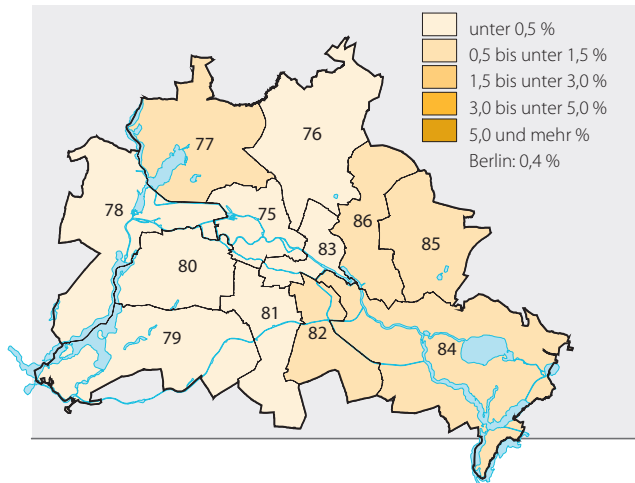 unter 0,5 %
0,5 bis unter 1,5 %
1,5 bis unter 3,0 %
3,0 bis unter 5,0 %
5,0 und mehr %
Berlin: 0,4 %
76
77
78
75
86
83
85
80
81
79
82
84